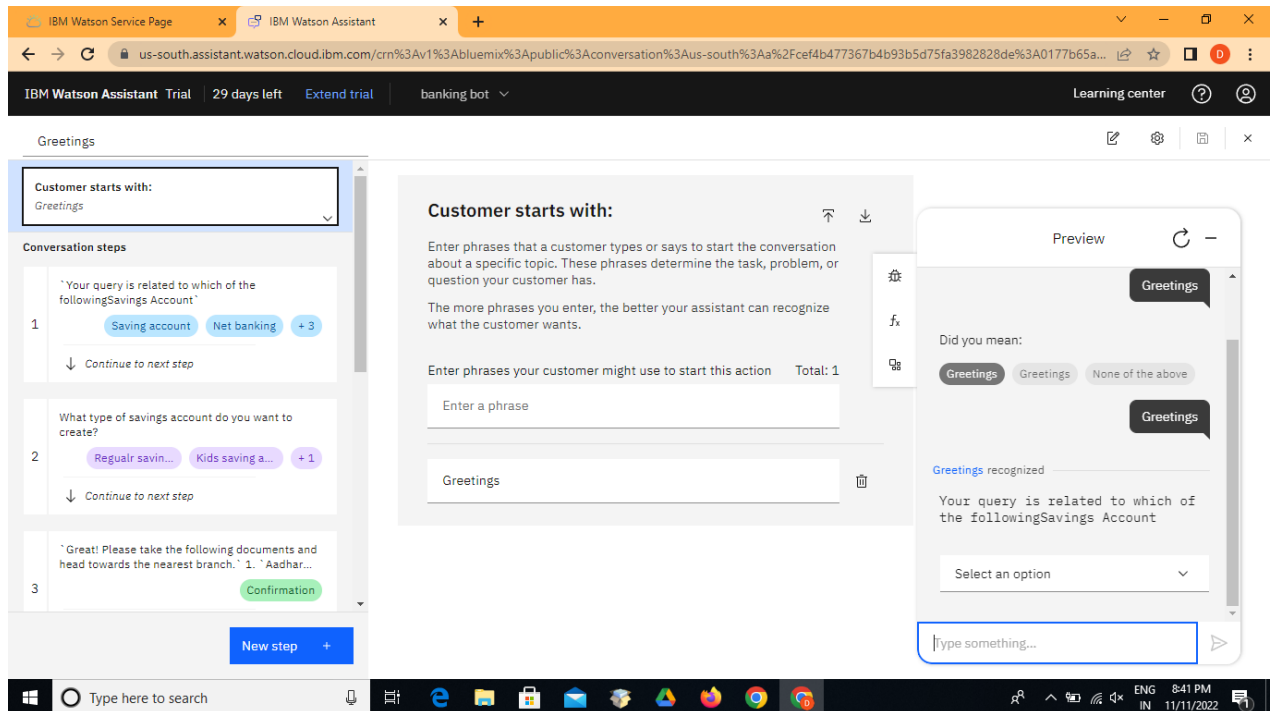 IBM Watson Service Page
IBM Watson Assistant
us-south.assistant.watson.cloud.ibm.com/crn%3Av1%3Abluemix%3Apublic%3Aconversation%3Aus-south%3Aa%2Fcef4b477367b4b93b5d75fa3982828de%3A0177b65a...
D
IBM Watson Assistant Trial 29 days left Extend trial banking bot Learning center
Greetings
Customer starts with:
Greetings
Conversation steps
1
`Your query is related to which of the
followingSavings Account`
Saving account Net banking + 3
Continue to next step
2
What type of savings account do you want to
create?
Regualr savin... Kids saving a... + 1
Continue to next step
3
`Great! Please take the following documents and
head towards the nearest branch.` 1. `Aadhar...
Confirmation
New step +
Customer starts with:
Enter phrases that a customer types or says to start the conversation
about a specific topic. These phrases determine the task, problem, or
question your customer has.
The more phrases you enter, the better your assistant can recognize
what the customer wants.
Enter phrases your customer might use to start this action Total: 1
Enter a phrase
Greetings
fx
Preview
Greetings
Did you mean:
Greetings Greetings None of the above
Greetings
Greetings recognized
Your query is related to which of
the followingSavings Account
Select an option
Type something...
Type here to search
D
ENG
IN
8:41 PM
11/11/2022
1